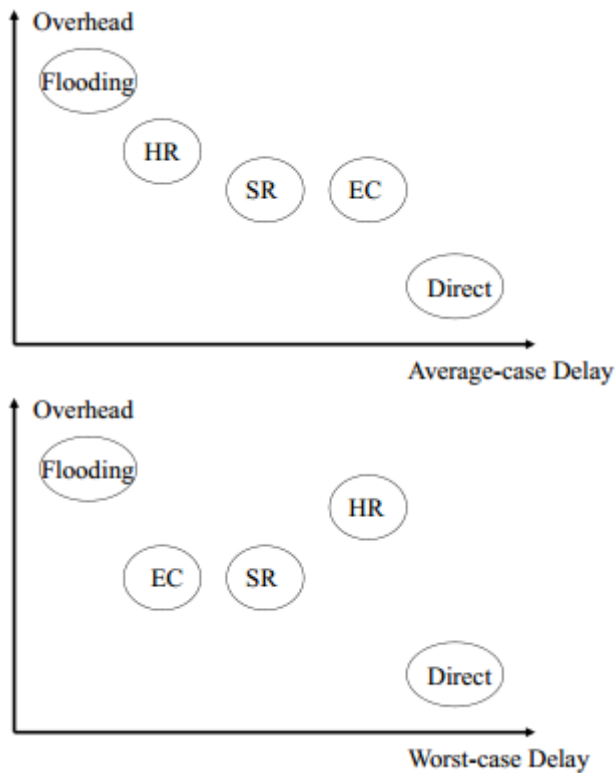 Overhead
Flooding
HR
SR
EC
Direct
Average-case Delay
Overhead
Flooding
HR
EC
SR
Direct
Worst-case Delay